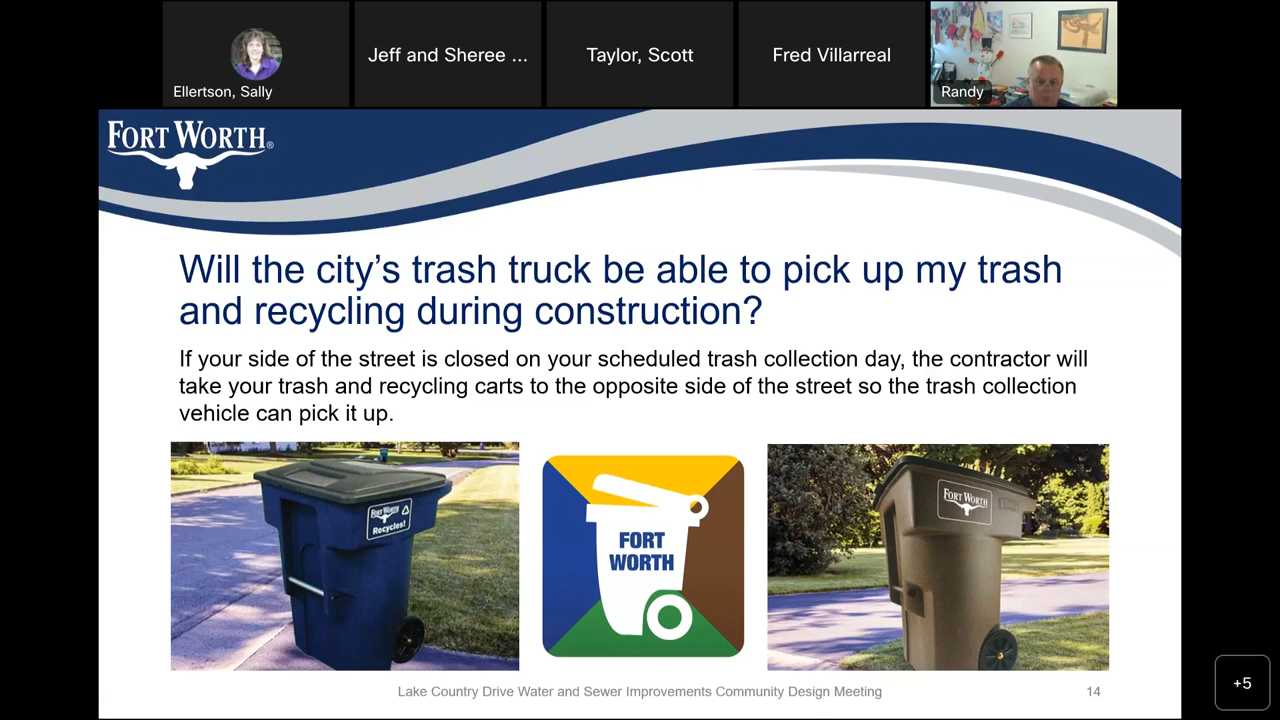 Jeff and Sheree ...
Taylor, Scott
Fred Villarreal
Ellertson, Sally
Randy
FORT WORTH®
Will the city's trash truck be able to pick up my trash
and recycling during construction?
If your side of the street is closed on your scheduled trash collection day, the contractor will
take your trash and recycling carts to the opposite side of the street so the trash collection
vehicle can pick it up.
FORT WORTH
Recycles!
FORT
WORTH
FORT WORTH
Lake Country Drive Water and Sewer Improvements Community Design Meeting
14
+5